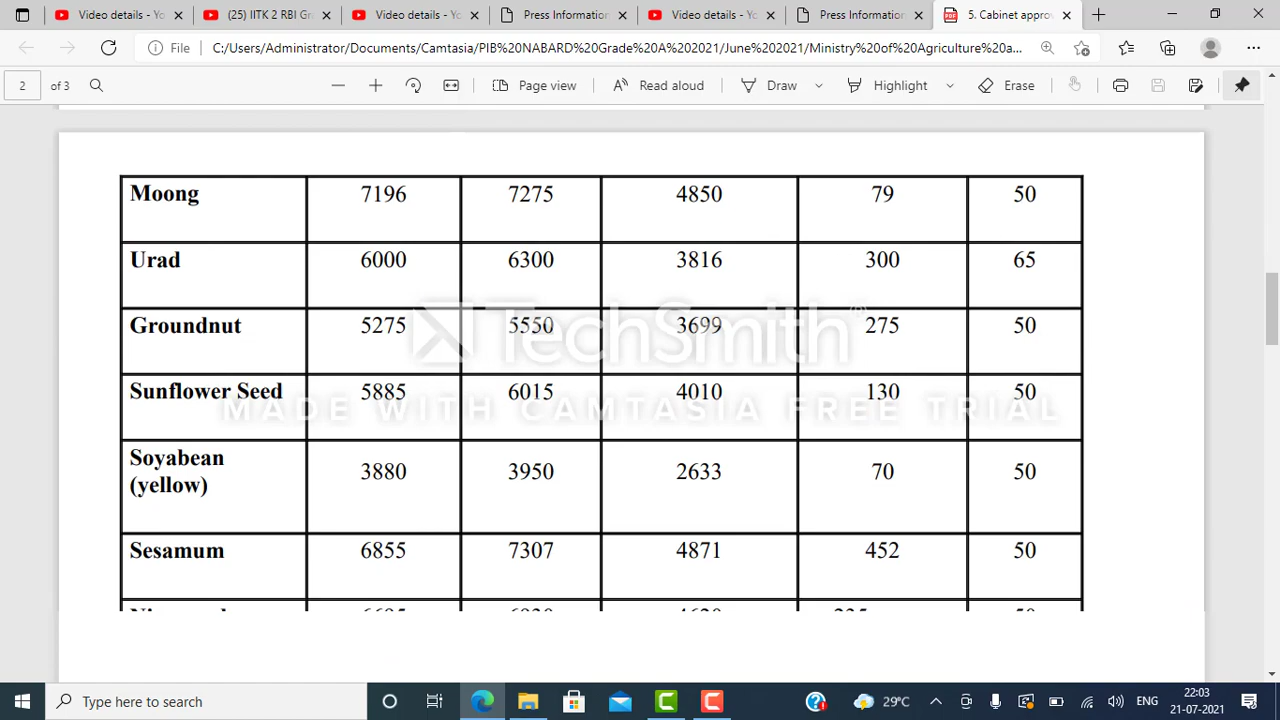 Video details - Yo
(25) IITK 2 RBI Gr
Video details - Yo
Press Information
Video details - Yo
Press Information
5. Cabinet approv
File C:/Users/Administrator/Documents/Camtasia/PIB%20NABARD%20Grade%20A%202021/June%202021/Ministry%20of%20Agriculture%20a...
2 of 3 Page view Read aloud Draw Highlight Erase
Moong 7196 7275 4850 79 50
Urad 6000 6300 3816 300 65
Groundnut 5275 5550 3699 275 50
Sunflower Seed 5885 6015 4010 130 50
Soyabean
(yellow) 3880 3950 2633 70 50
Sesamum 6855 7307 4871 452 50
TechSmith
MADE WITH CAMTASIA FREE TRIAL
Type here to search 29°C ENG 22:03
21-07-2021